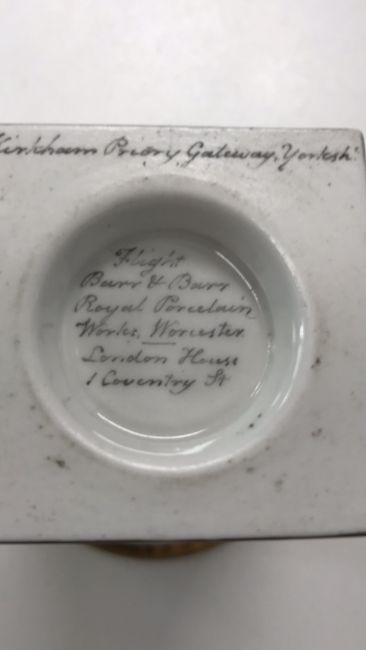 Kirkham Priory Gateway, Yorksh:
Flight
Barr & Barr
Royal Porcelain
Works, Worcester
London House
1 Coventry St